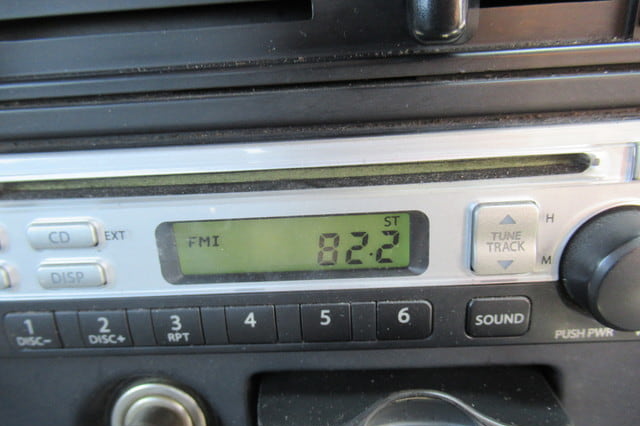 CD EXT
DISP
FM1 ST
82.2
TUNE
TRACK
H
M
1 2 3 4 5 6
DISC- DISC+ RPT
SOUND
PUSH PWR